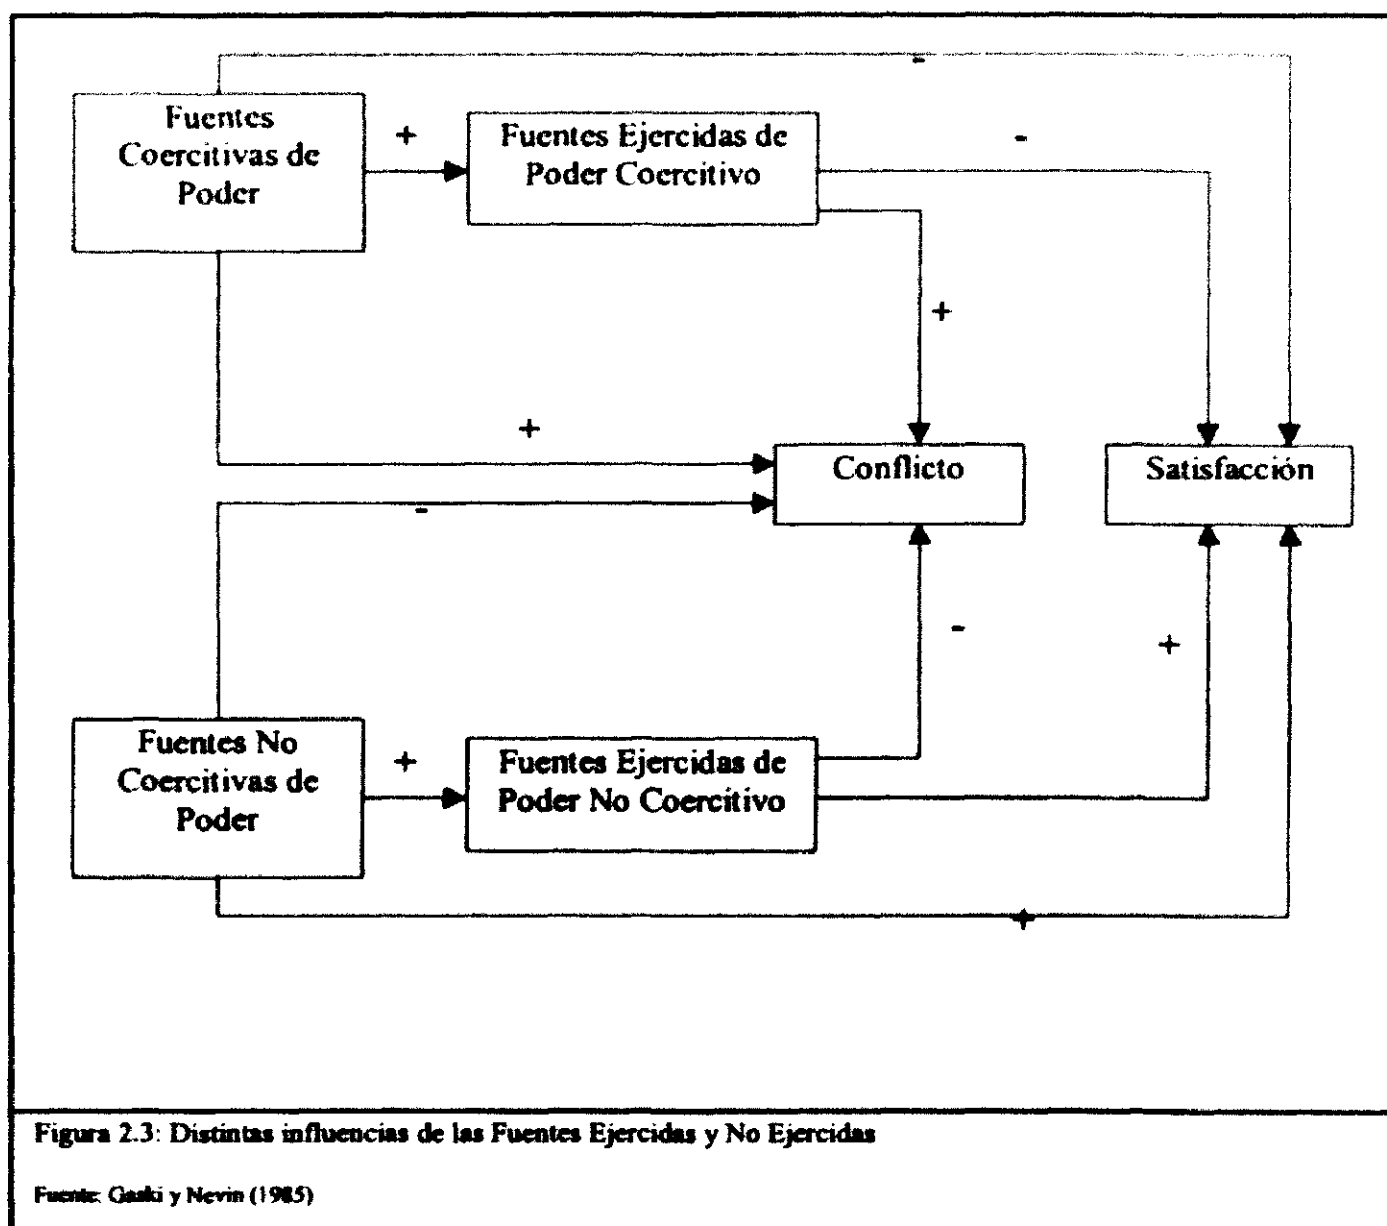 -
Fuentes
Coercitivas de
Poder
+
Fuentes Ejercidas de
Poder Coercitivo
-
+
+
Conflicto
Satisfacción
-
-
+
Fuentes No
Coercitivas de
Poder
+
Fuentes Ejercidas de
Poder No Coercitivo
+
Figura 2.3: Distintas influencias de las Fuentes Ejercidas y No Ejercidas
Fuente: Gaski y Nevin (1985)